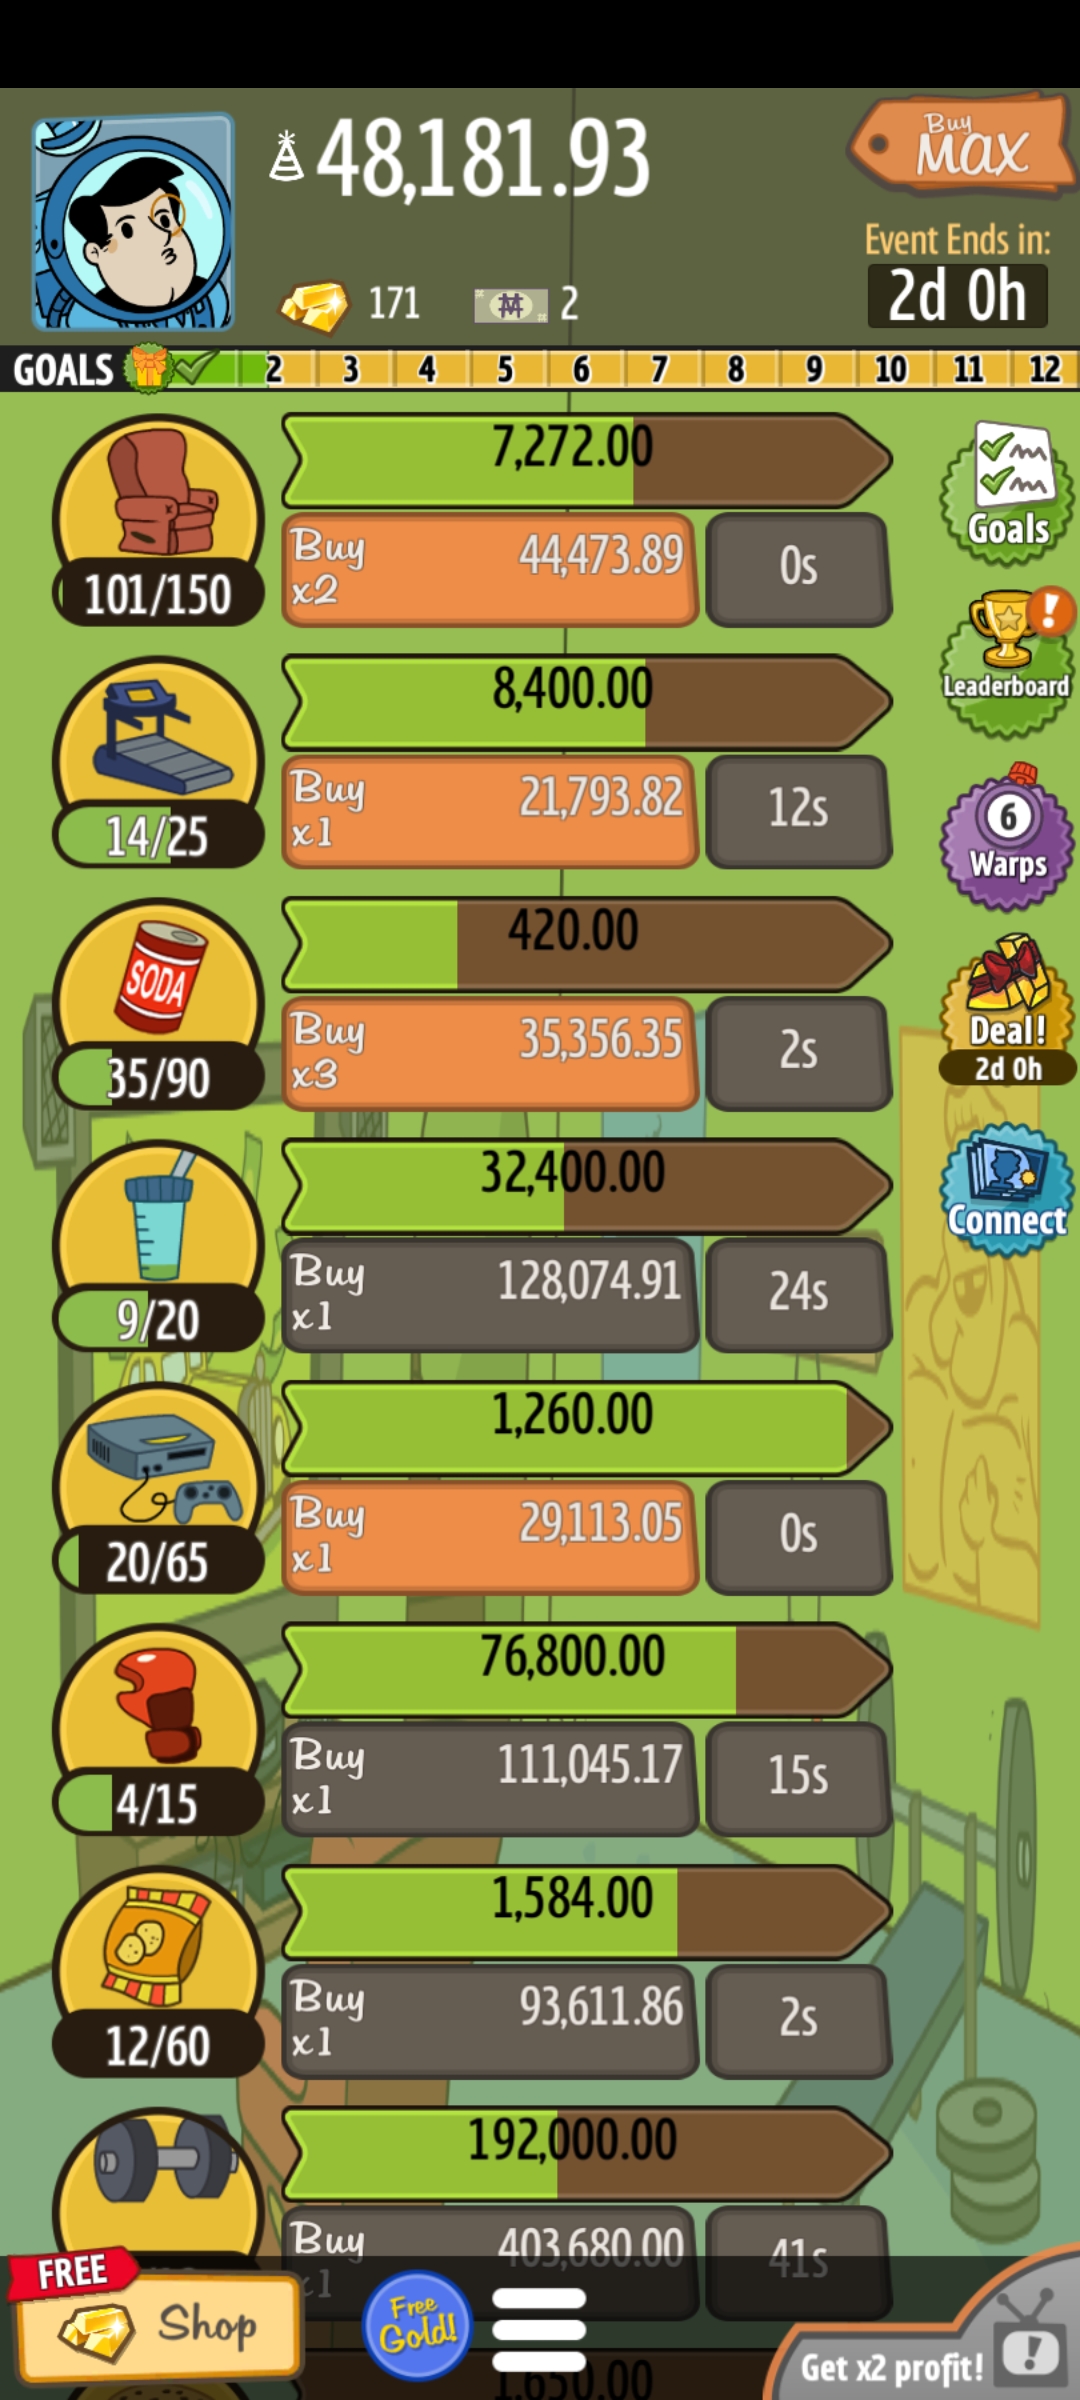 48,181.93
Buy
MAX
Event Ends in:
2d 0h
171
2
GOALS 2 3 4 5 6 7 8 9 10 11 12
7,272.00
Buy
x2
44,473.89
0s
101/150
Goals
8,400.00
Buy
x1
21,793.82
12s
14/25
Leaderboard
420.00
SODA
Buy
x3
35,356.35
2s
35/90
6
Warps
Deal!
2d 0h
32,400.00
Buy
x1
128,074.91
24s
9/20
Connect
1,260.00
Buy
x1
29,113.05
0s
20/65
76,800.00
Buy
x1
111,045.17
15s
4/15
1,584.00
Buy
x1
93,611.86
2s
12/60
192,000.00
Buy
x1
403,680.00
41s
FREE
Shop
Free
Gold!
1,650.00
Get x2 profit!